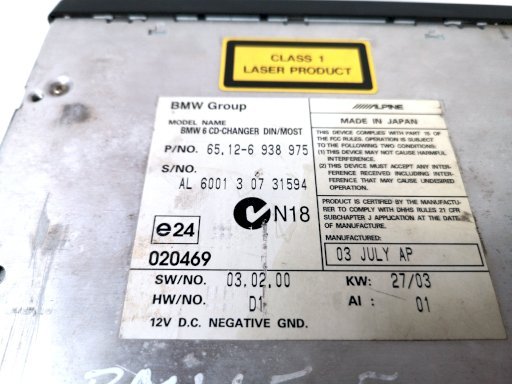 CLASS 1
LASER PRODUCT
BMW Group
ALPINE
MODEL NAME
BMW 6 CD-CHANGER DIN/MOST
MADE IN JAPAN
P/NO. 65.12-6 938 975
S/NO.
AL 6001 3 07 31594
THIS DEVICE COMPLIES WITH PART 15 OF
THE FCC RULES. OPERATION IS SUBJECT
TO THE FOLLOWING TWO CONDITIONS:
(1) THIS DEVICE MAY NOT CAUSE HARMFUL
INTERFERENCE.
(2) THIS DEVICE MUST ACCEPT ANY INTER-
FERENCE RECEIVED INCLUDING INTER-
FERENCE THAT MAY CAUSE UNDESIRED
OPERATION.
e24
N18
020469
PRODUCT IS CERTIFIED BY THE MANUFACTU-
RER TO COMPLY WITH DHHS RULES 21 CFR
SUBCHAPTER J APPLICATION AT THE DATE
OF MANUFACTURE.
MANUFACTURED:
03 JULY AP
SW/NO. 03.02.00
KW: 27/03
HW/NO. D1
AI : 01
12V D.C. NEGATIVE GND.